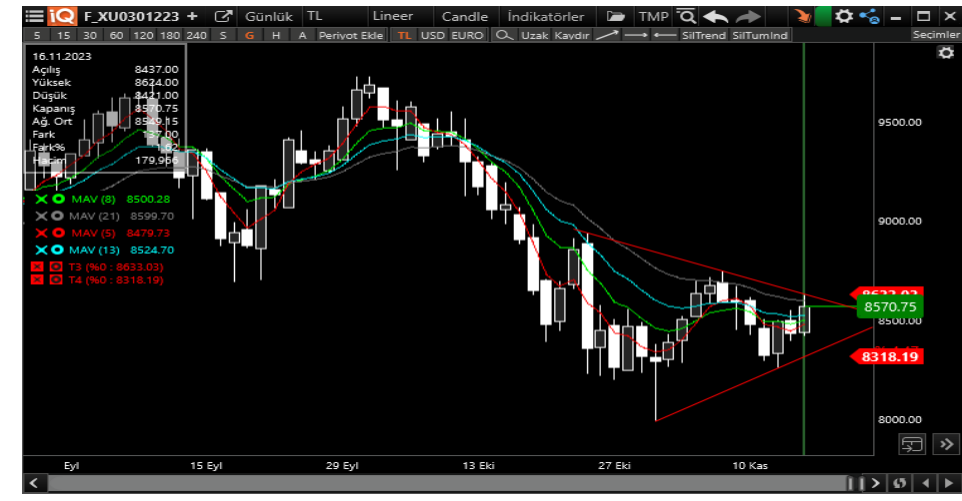 iQ F_XU0301223 + Günlük TL Lineer Candle İndikatörler TMP
5 15 30 60 120 180 240 S G H A Periyot Ekle TL USD EURO Uzak Kaydır SilTrend SilTumInd Seçimler
16.11.2023
Açılış 8437.00
Yüksek 8624.00
Düşük 8421.00
Kapanış 8570.75
Ağ. Ort 8549.15
Fark 137.00
Fark% 1.62
Hacim 179,966
MAV (8) 8500.28
MAV (21) 8599.70
MAV (5) 8479.73
MAV (13) 8524.70
T3 (%0 : 8633.03)
T4 (%0 : 8318.19)
9500.00
9000.00
8633.03
8570.75
8500.00
8318.19
8000.00
Eyl 15 Eyl 29 Eyl 13 Eki 27 Eki 10 Kas